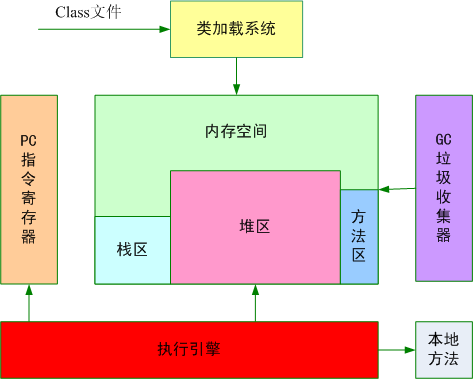 Class文件
类加载系统
内存空间
PC
指
令
寄
存
器
GC
垃
圾
收
集
器
栈区
堆区
方
法
区
执行引擎
本地
方法